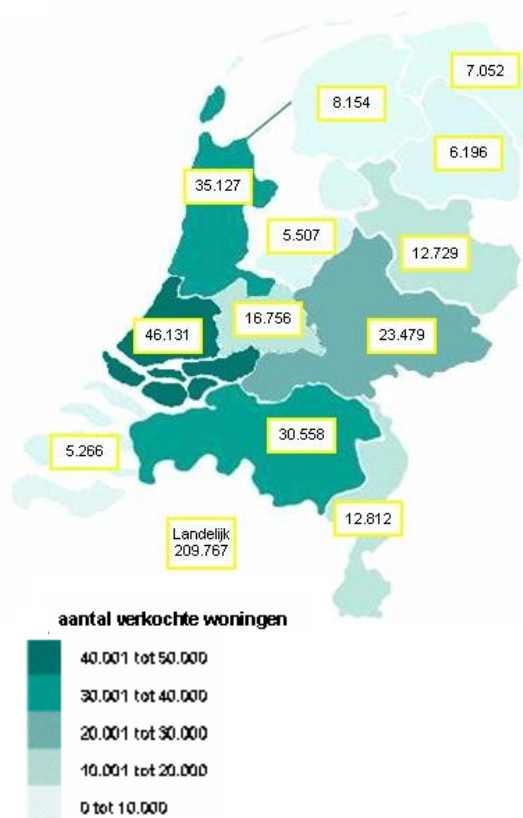 7.052
8.154
6.196
35.127
5.507
12.729
16.756
46.131
23.479
30.558
5.266
12.812
Landelijk
209.767
aantal verkochte woningen
40.001 tot 50.000
30.001 tot 40.000
20.001 tot 30.000
10.001 tot 20.000
0 tot 10.000